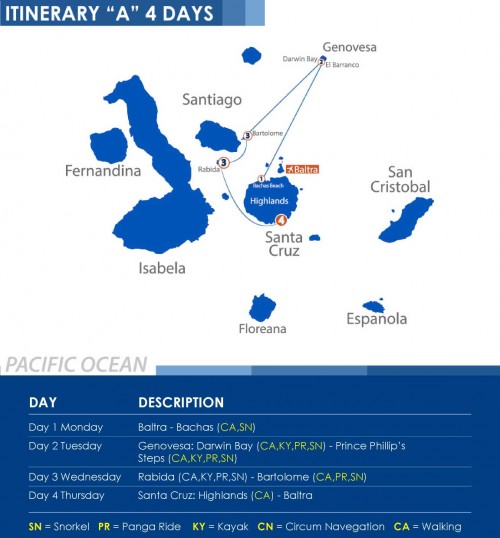 ITINERARY “A” 4 DAYS
Genovesa
Darwin Bay
2
El Barranco
Santiago
3
Bartolome
Fernandina
3
Rabida
Baltra
1
Bachas Beach
Highlands
San
Cristobal
4
Santa
Cruz
Isabela
Floreana
Espanola
PACIFIC OCEAN
DAY DESCRIPTION
Day 1 Monday Baltra - Bachas (CA,SN)
Day 2 Tuesday Genovesa: Darwin Bay (CA,KY,PR,SN) - Prince Phillip’s
Steps (CA,KY,PR,SN)
Day 3 Wednesday Rabida (CA,KY,PR,SN) - Bartolome (CA,PR,SN)
Day 4 Thursday Santa Cruz: Highlands (CA) - Baltra
SN = Snorkel PR = Panga Ride KY = Kayak CN = Circum Navegation CA = Walking